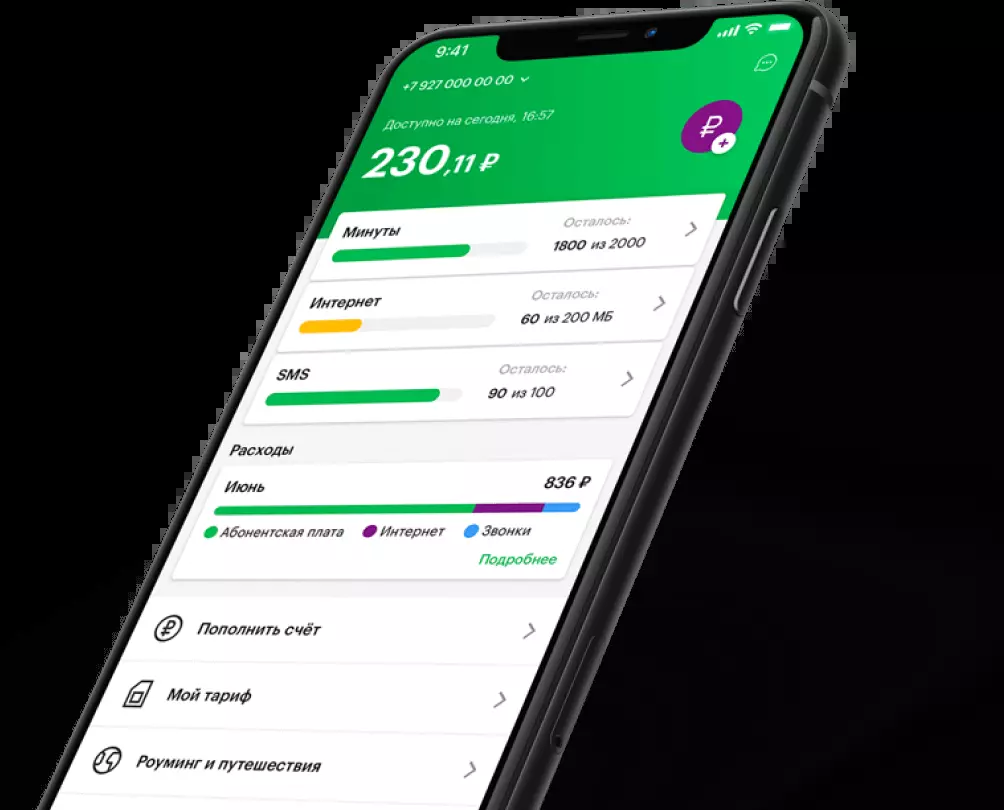 9:41
+7 927 000 00 00
Доступно на сегодня, 16:57
230,11 ₽
₽
Минуты
Осталось:
1800 из 2000
Интернет
Осталось:
60 из 200 МБ
SMS
Осталось:
90 из 100
Расходы
Июнь 836 ₽
Абонентская плата Интернет Звонки
Подробнее
Пополнить счёт
Мой тариф
Роуминг и путешествия